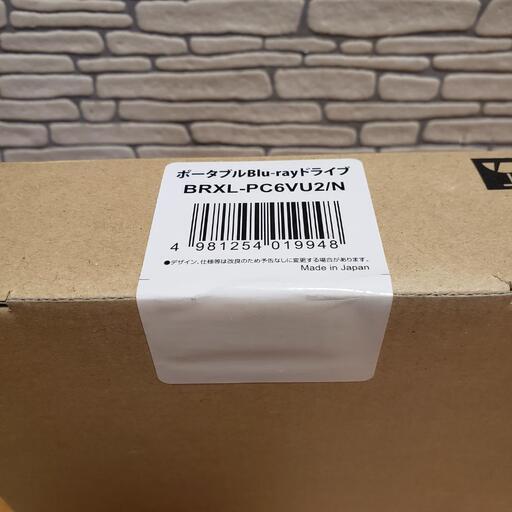 ポータブルBlu-rayドライブ
BRXL-PC6VU2/N
4 981254 019948
●デザイン、仕様等は改良のため予告なしに変更する場合があります。
Made in Japan